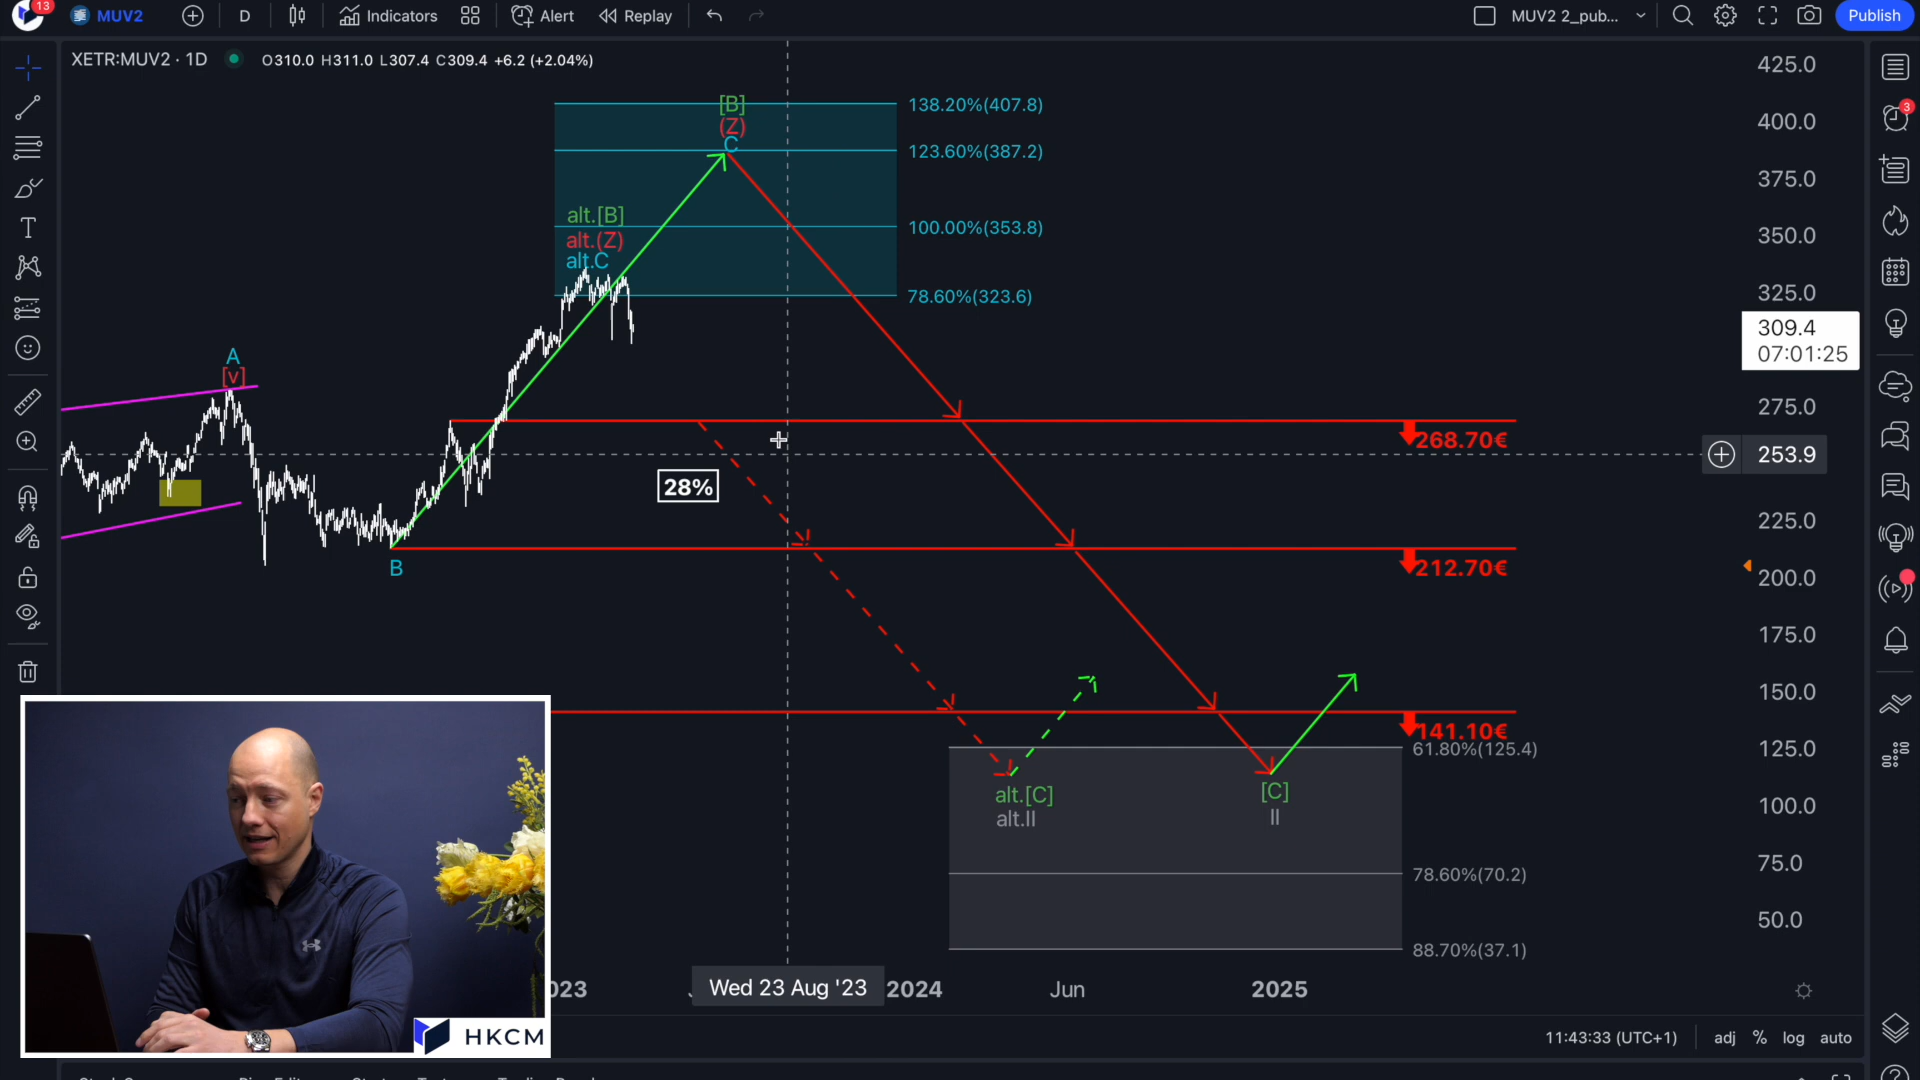 13
MUV2
D
Indicators
Alert
Replay
MUV2 2_pub...
Publish
XETR:MUV2 · 1D
O310.0 H311.0 L307.4 C309.4 +6.2 (+2.04%)
425.0
400.0
375.0
350.0
325.0
309.4
07:01:25
275.0
253.9
225.0
200.0
175.0
150.0
125.0
100.0
75.0
50.0
3
[B]
(Z)
C
138.20%(407.8)
123.60%(387.2)
100.00%(353.8)
78.60%(323.6)
alt.[B]
alt.(Z)
alt.C
A
[v]
B
28%
268.70€
212.70€
141.10€
61.80%(125.4)
78.60%(70.2)
88.70%(37.1)
alt.[C]
alt.II
[C]
II
HKCM
Wed 23 Aug '23
2024
Jun
2025
11:43:33 (UTC+1)
adj
%
log
auto